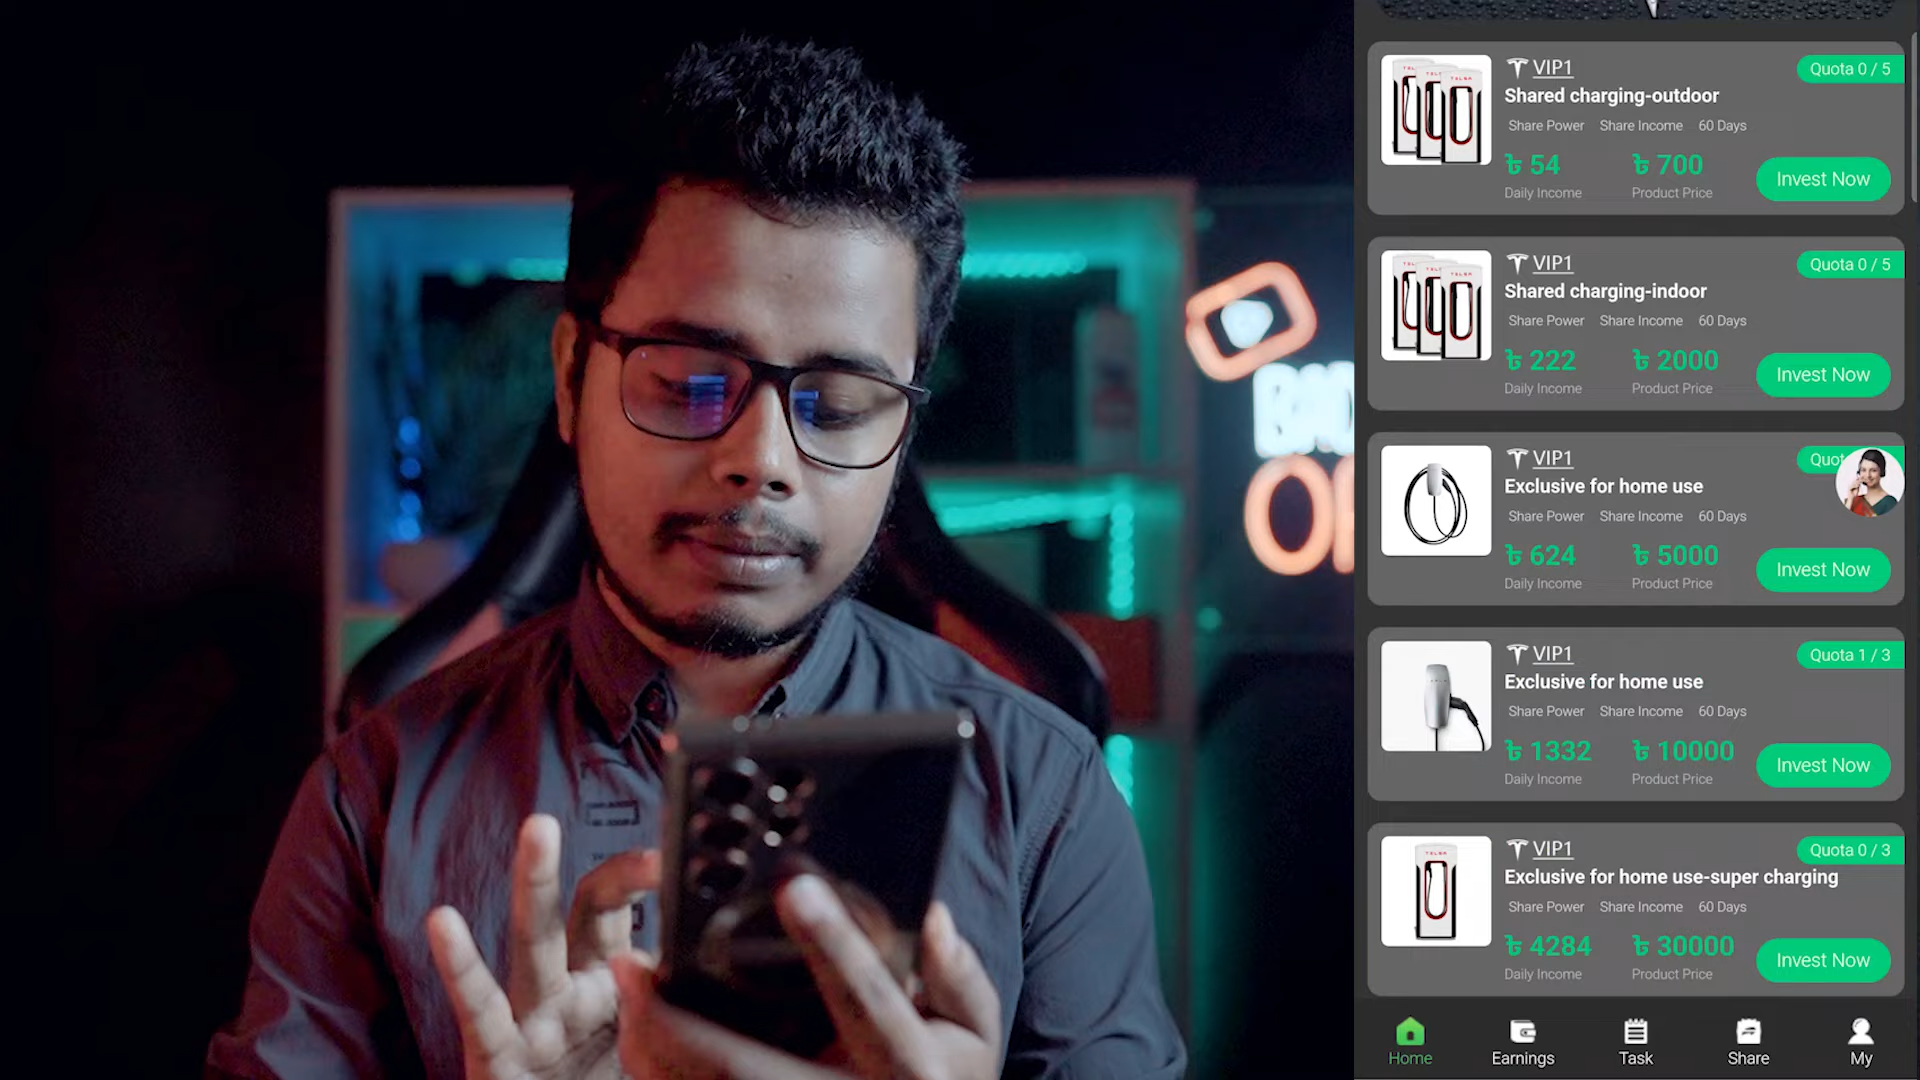 VIP1
Quota 0 / 5
Shared charging-outdoor
Share Power Share Income 60 Days
৳ 54 ৳ 700
Daily Income Product Price
Invest Now
VIP1
Quota 0 / 5
Shared charging-indoor
Share Power Share Income 60 Days
৳ 222 ৳ 2000
Daily Income Product Price
Invest Now
VIP1
Exclusive for home use
Share Power Share Income 60 Days
৳ 624 ৳ 5000
Daily Income Product Price
Invest Now
VIP1
Quota 1 / 3
Exclusive for home use
Share Power Share Income 60 Days
৳ 1332 ৳ 10000
Daily Income Product Price
Invest Now
VIP1
Quota 0 / 3
Exclusive for home use-super charging
Share Power Share Income 60 Days
৳ 4284 ৳ 30000
Daily Income Product Price
Invest Now
Home Earnings Task Share My